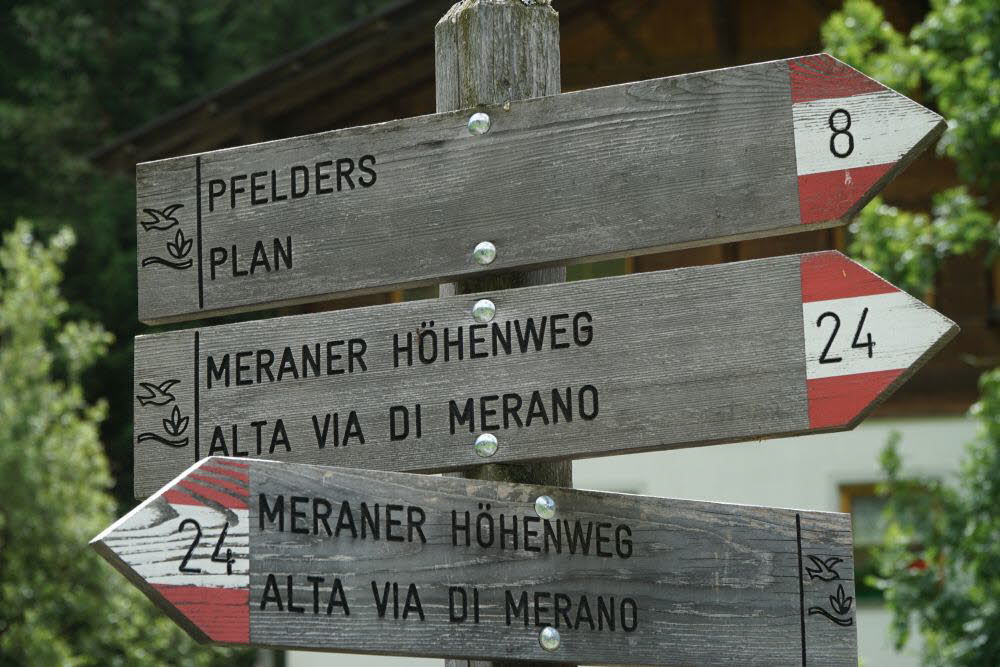 PFELDERS
8
PLAN
MERANER HÖHENWEG
24
ALTA VIA DI MERANO
24
MERANER HÖHENWEG
ALTA VIA DI MERANO